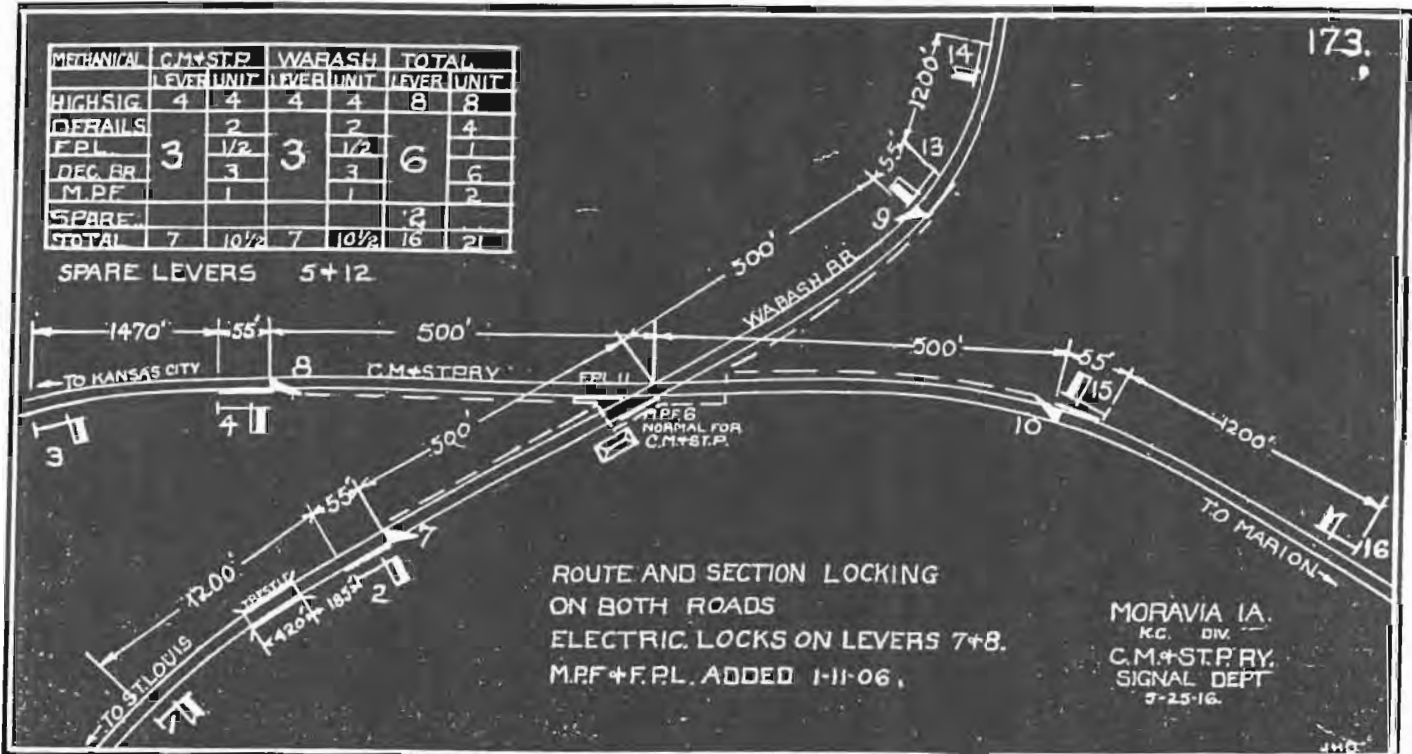 173.
MECHANICAL C.M.&ST.P. WABASH TOTAL
LEVER UNIT LEVER UNIT LEVER UNIT
HIGH SIG. 4 4 4 4 8 8
DERAILS 2 2 4
F.P.L. 3 1/2 3 1/2 6 1
DEC. BR 3 3 6
M.P.F. 1 1 2
SPARE.. 2
TOTAL 7 10½ 7 10½ 16 21
SPARE LEVERS 5+12
14
1200'
13
55'
9
500'
WABASH RR
1470' 55' 500'
TO KANSAS CITY
8
C.M.&ST.P.RY
F.P.L. 11
500'
55'
15
3
4
M.P.F. 6
NORMAL FOR
C.M.&ST.P.
10
1200'
500'
55'
7
TO MARION
16
1200'
TRESTLE
185'
2
420'
TO ST. LOUIS
1
ROUTE AND SECTION LOCKING
ON BOTH ROADS
ELECTRIC. LOCKS ON LEVERS 7+8.
M.P.F & F.P.L. ADDED 1-11-06.
MORAVIA IA.
K.C. DIV.
C.M.&ST.P. RY.
SIGNAL DEPT
5-25-16.